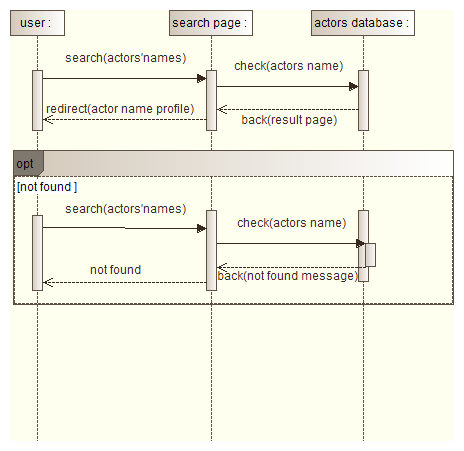 user :
search page :
actors database :
search(actors'names)
check(actors name)
redirect(actor name profile)
back(result page)
opt
[not found ]
search(actors'names)
check(actors name)
not found
back(not found message)